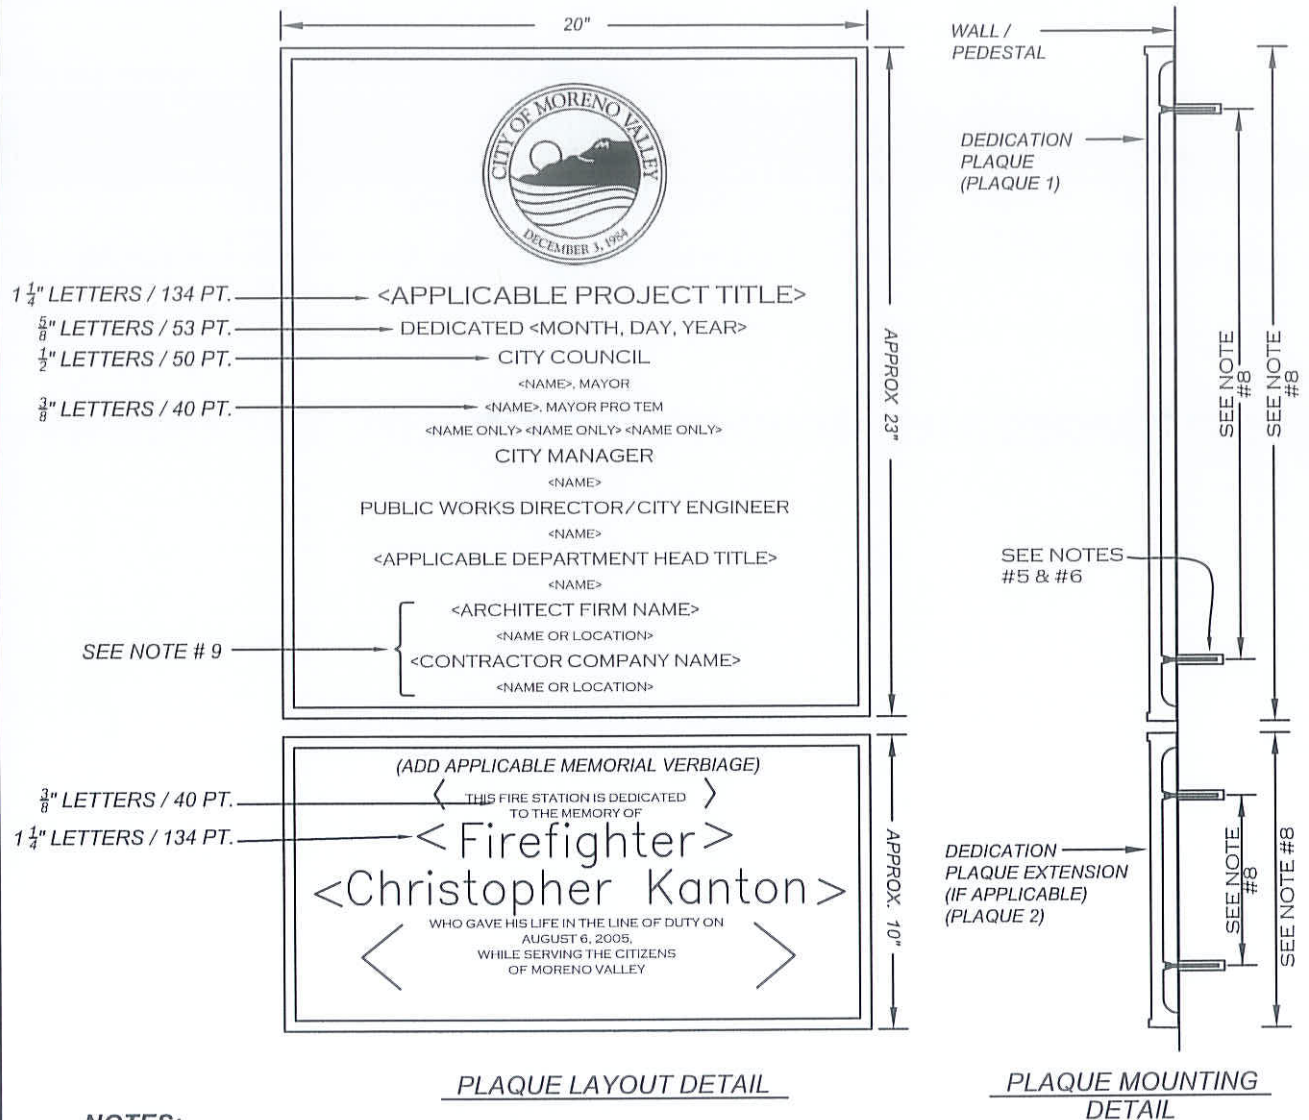 20"
CITY OF MORENO VALLEY
DECEMBER 3, 1984
1 1/4" LETTERS / 134 PT.
<APPLICABLE PROJECT TITLE>
5/8" LETTERS / 53 PT.
DEDICATED <MONTH, DAY, YEAR>
1/2" LETTERS / 50 PT.
CITY COUNCIL
<NAME>, MAYOR
3/8" LETTERS / 40 PT.
<NAME>, MAYOR PRO TEM
<NAME ONLY> <NAME ONLY> <NAME ONLY>
CITY MANAGER
<NAME>
PUBLIC WORKS DIRECTOR/CITY ENGINEER
<NAME>
<APPLICABLE DEPARTMENT HEAD TITLE>
<NAME>
<ARCHITECT FIRM NAME>
<NAME OR LOCATION>
SEE NOTE # 9
<CONTRACTOR COMPANY NAME>
<NAME OR LOCATION>
APPROX 23"
(ADD APPLICABLE MEMORIAL VERBIAGE)
3/8" LETTERS / 40 PT.
< THIS FIRE STATION IS DEDICATED >
TO THE MEMORY OF
1 1/4" LETTERS / 134 PT.
< Firefighter >
<Christopher Kanton >
WHO GAVE HIS LIFE IN THE LINE OF DUTY ON
AUGUST 6, 2005,
< WHILE SERVING THE CITIZENS >
OF MORENO VALLEY
APPROX. 10"
PLAQUE LAYOUT DETAIL
WALL /
PEDESTAL
DEDICATION
PLAQUE
(PLAQUE 1)
SEE NOTE
#8
SEE NOTE
#8
SEE NOTES
#5 & #6
DEDICATION
PLAQUE EXTENSION
(IF APPLICABLE)
(PLAQUE 2)
SEE NOTE
#8
SEE NOTE #8
PLAQUE MOUNTING
DETAIL
NOTES: